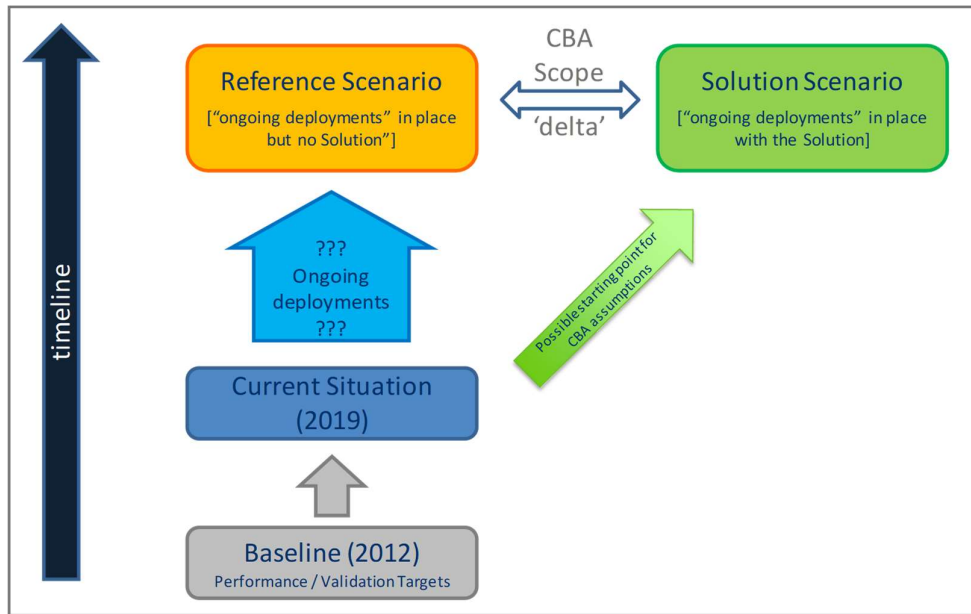 CBA
Scope
‘delta’
Reference Scenario
[“ongoing deployments” in place
but no Solution”]
Solution Scenario
[“ongoing deployments” in place
with the Solution]
timeline
???
Ongoing
deployments
???
Possible starting point for
CBA assumptions
Current Situation
(2019)
Baseline (2012)
Performance / Validation Targets